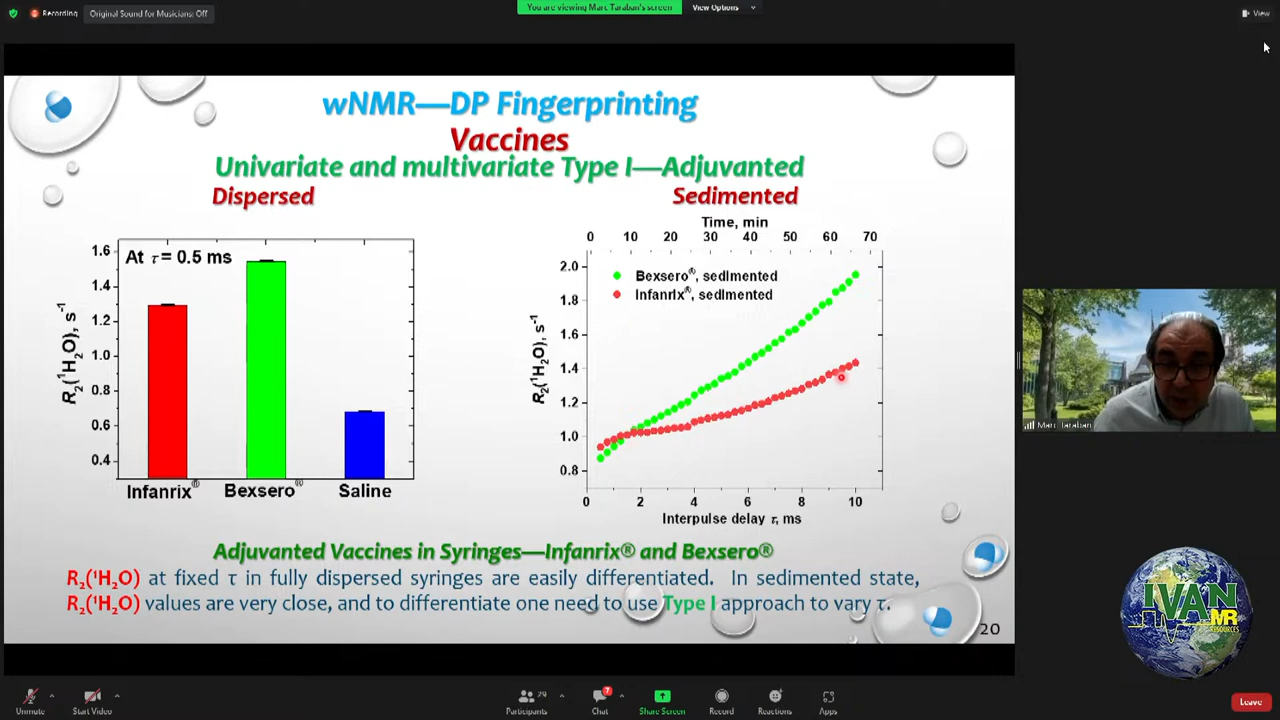 Recording
Original Sound for Musicians: Off
You are viewing Marc Taraban's screen
View Options
View
wNMR—DP Fingerprinting
Vaccines
Univariate and multivariate Type I—Adjuvanted
Dispersed
Sedimented
At τ = 0.5 ms
R₂(¹H₂O), s⁻¹
1.6
1.4
1.2
1.0
0.8
0.6
0.4
Infanrix®
Bexsero®
Saline
Time, min
0 10 20 30 40 50 60 70
Bexsero®, sedimented
Infanrix®, sedimented
R₂(¹H₂O), s⁻¹
2.0
1.8
1.6
1.4
1.2
1.0
0.8
0 2 4 6 8 10
Interpulse delay τ, ms
Adjuvanted Vaccines in Syringes—Infanrix® and Bexsero®
R₂(¹H₂O) at fixed τ in fully dispersed syringes are easily differentiated. In sedimented state,
R₂(¹H₂O) values are very close, and to differentiate one need to use Type I approach to vary τ.
20
Marc Taraban
IVAN
MR
RESOURCES
Unmute
Start Video
29
Participants
7
Chat
Share Screen
Record
Reactions
Apps
Leave